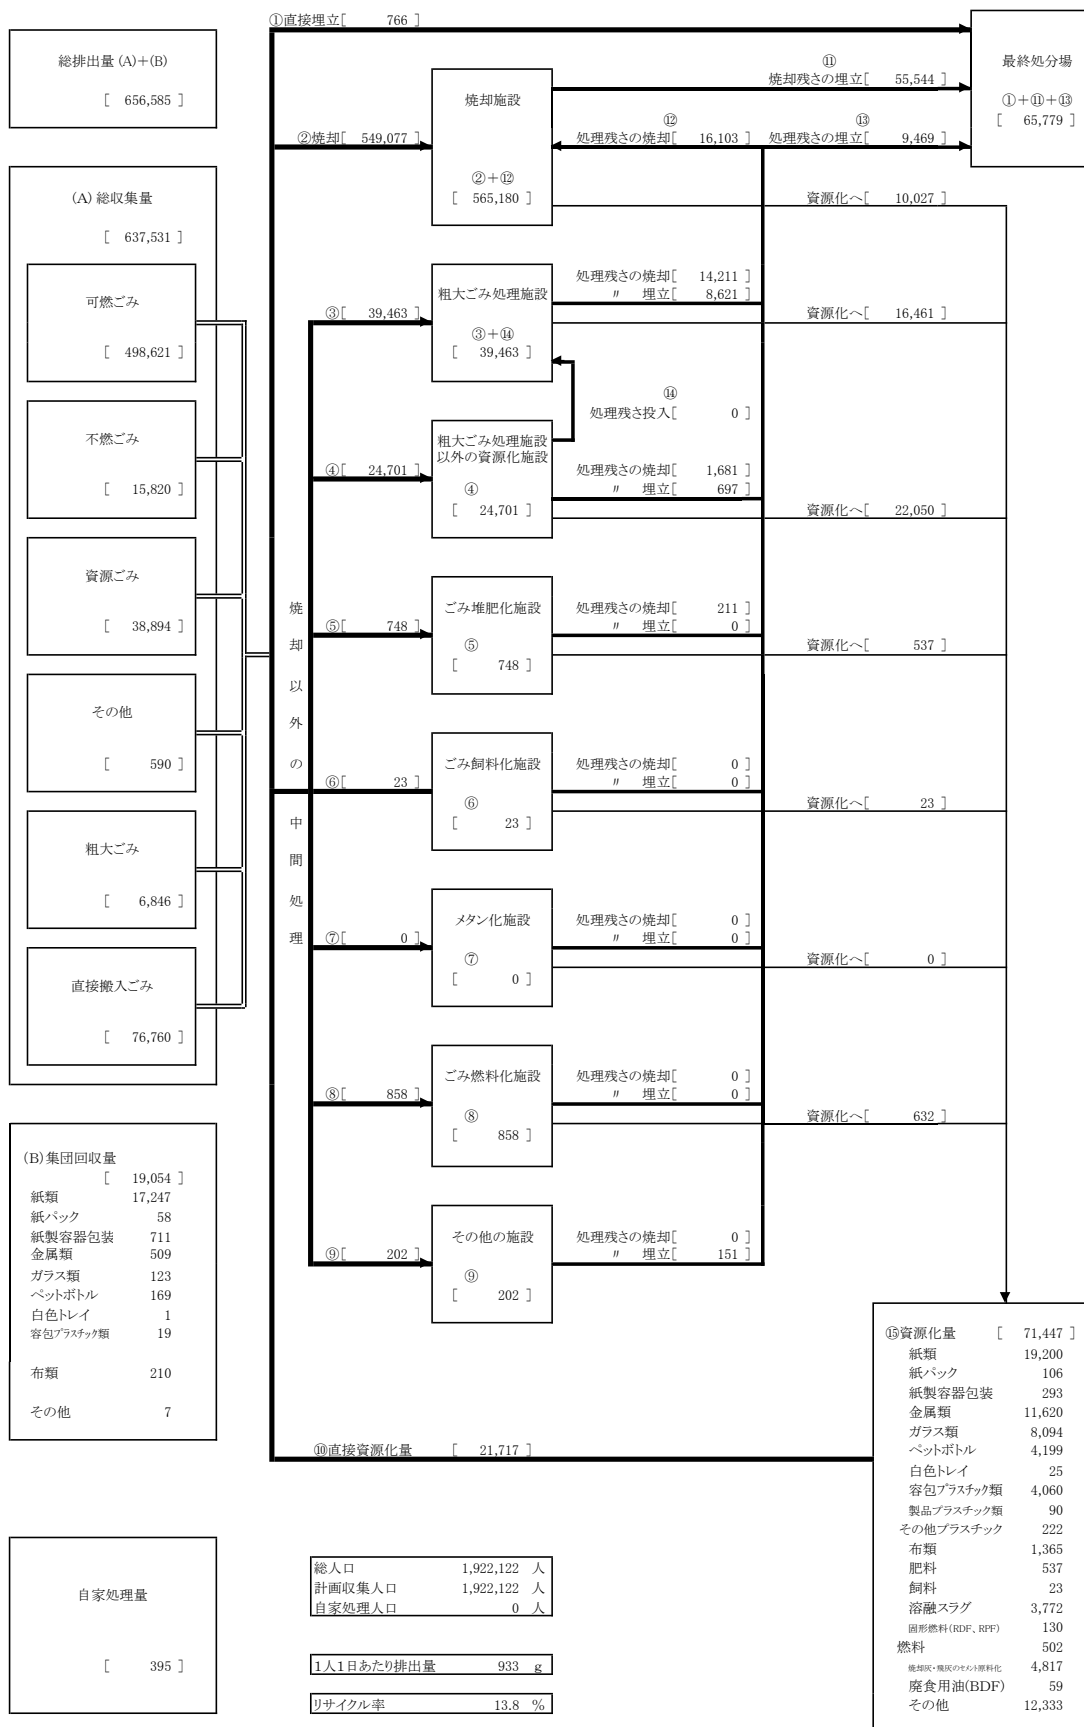 ①直接埋立[ 766 ]
総排出量 (A)+(B)
[ 656,585 ]
⑪
焼却残さの埋立[ 55,544 ]
最終処分場
①+⑪+⑬
[ 65,779 ]
焼却施設
②+⑫
[ 565,180 ]
②焼却[ 549,077 ]
⑫
処理残さの焼却[ 16,103 ]
⑬
処理残さの埋立[ 9,469 ]
資源化へ[ 10,027 ]
(A) 総収集量
[ 637,531 ]
可燃ごみ
[ 498,621 ]
不燃ごみ
[ 15,820 ]
資源ごみ
[ 38,894 ]
その他
[ 590 ]
粗大ごみ
[ 6,846 ]
直接搬入ごみ
[ 76,760 ]
焼却以外の中間処理
③[ 39,463 ]
粗大ごみ処理施設
③+⑭
[ 39,463 ]
処理残さの焼却[ 14,211 ]
〃 埋立[ 8,621 ]
資源化へ[ 16,461 ]
⑭
処理残さ投入[ 0 ]
④[ 24,701 ]
粗大ごみ処理施設
以外の資源化施設
④
[ 24,701 ]
処理残さの焼却[ 1,681 ]
〃 埋立[ 697 ]
資源化へ[ 22,050 ]
⑤[ 748 ]
ごみ堆肥化施設
⑤
[ 748 ]
処理残さの焼却[ 211 ]
〃 埋立[ 0 ]
資源化へ[ 537 ]
⑥[ 23 ]
ごみ飼料化施設
⑥
[ 23 ]
処理残さの焼却[ 0 ]
〃 埋立[ 0 ]
資源化へ[ 23 ]
⑦[ 0 ]
メタン化施設
⑦
[ 0 ]
処理残さの焼却[ 0 ]
〃 埋立[ 0 ]
資源化へ[ 0 ]
⑧[ 858 ]
ごみ燃料化施設
⑧
[ 858 ]
処理残さの焼却[ 0 ]
〃 埋立[ 0 ]
資源化へ[ 632 ]
⑨[ 202 ]
その他の施設
⑨
[ 202 ]
処理残さの焼却[ 0 ]
〃 埋立[ 151 ]
(B)集団回収量
[ 19,054 ]
紙類 17,247
紙パック 58
紙製容器包装 711
金属類 509
ガラス類 123
ペットボトル 169
白色トレイ 1
容包プラスチック類 19
布類 210
その他 7
⑩直接資源化量 [ 21,717 ]
⑮資源化量 [ 71,447 ]
紙類 19,200
紙パック 106
紙製容器包装 293
金属類 11,620
ガラス類 8,094
ペットボトル 4,199
白色トレイ 25
容包プラスチック類 4,060
製品プラスチック類 90
その他プラスチック 222
布類 1,365
肥料 537
飼料 23
溶融スラグ 3,772
固形燃料(RDF、RPF) 130
燃料 502
焼却灰・飛灰のセメント原料化 4,817
廃食用油(BDF) 59
その他 12,333
自家処理量
[ 395 ]
総人口 1,922,122 人
計画収集人口 1,922,122 人
自家処理人口 0 人
1人1日あたり排出量 933 g
リサイクル率 13.8 %